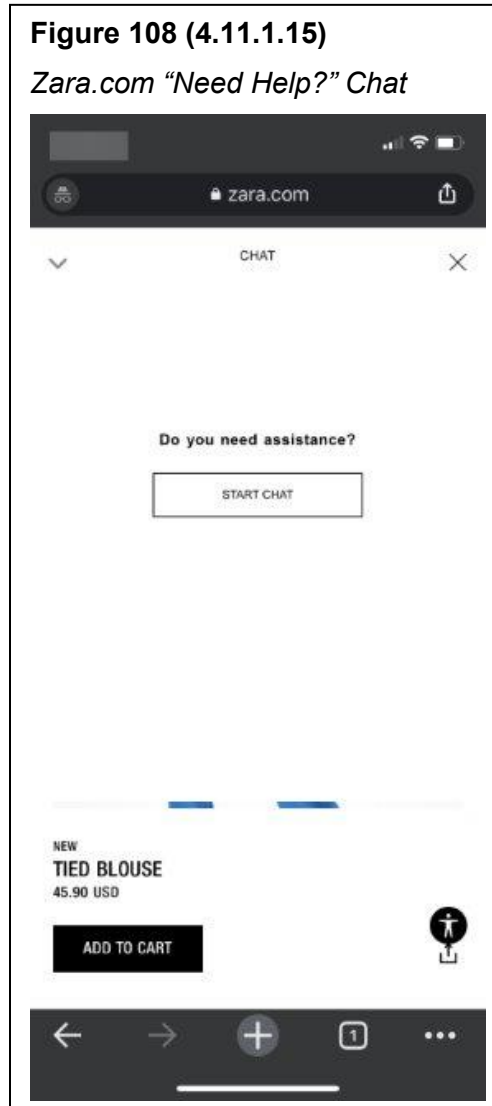 Figure 108 (4.11.1.15)
Zara.com “Need Help?” Chat
zara.com
CHAT
Do you need assistance?
START CHAT
NEW
TIED BLOUSE
45.90 USD
ADD TO CART
1